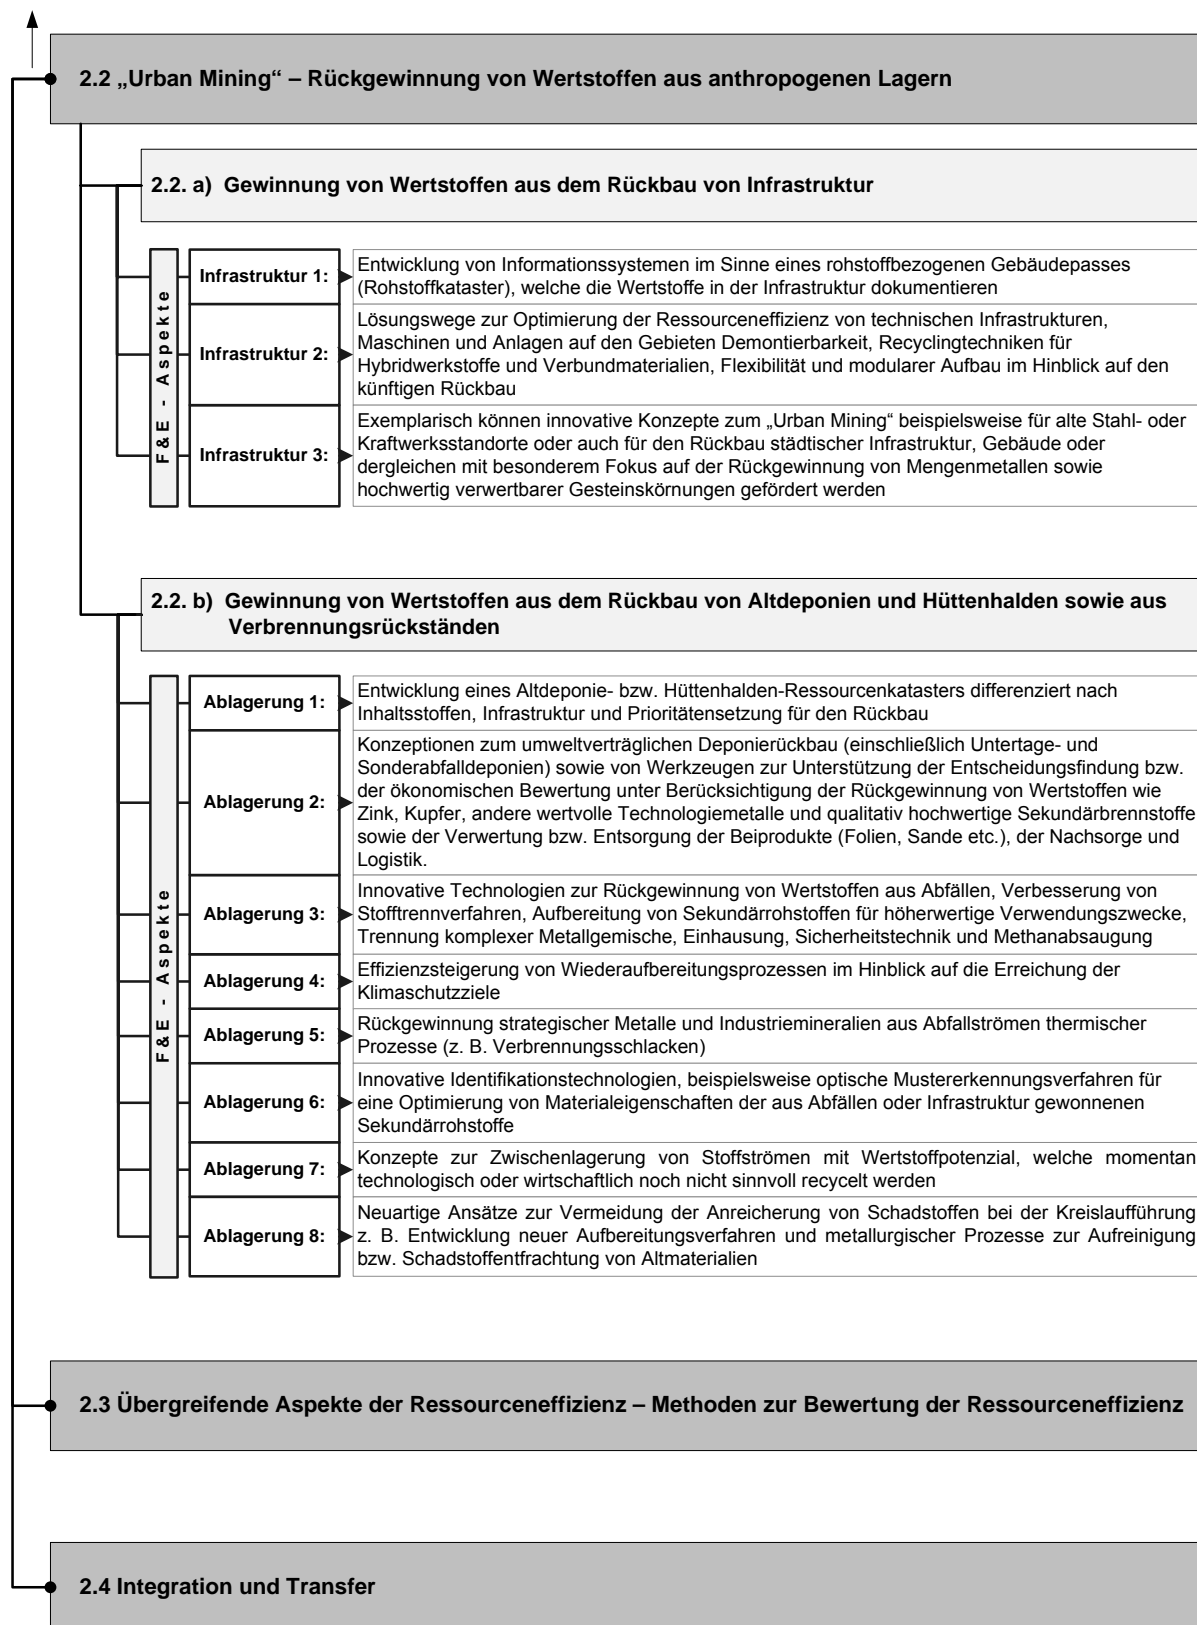 2.2 „Urban Mining“ – Rückgewinnung von Wertstoffen aus anthropogenen Lagern
2.2. a) Gewinnung von Wertstoffen aus dem Rückbau von Infrastruktur
F & E - Aspekte
Infrastruktur 1:
Entwicklung von Informationssystemen im Sinne eines rohstoffbezogenen Gebäudepasses
(Rohstoffkataster), welche die Wertstoffe in der Infrastruktur dokumentieren
Infrastruktur 2:
Lösungswege zur Optimierung der Ressourceneffizienz von technischen Infrastrukturen,
Maschinen und Anlagen auf den Gebieten Demontierbarkeit, Recyclingtechniken für
Hybridwerkstoffe und Verbundmaterialien, Flexibilität und modularer Aufbau im Hinblick auf den
künftigen Rückbau
Infrastruktur 3:
Exemplarisch können innovative Konzepte zum „Urban Mining“ beispielsweise für alte Stahl- oder
Kraftwerksstandorte oder auch für den Rückbau städtischer Infrastruktur, Gebäude oder
dergleichen mit besonderem Fokus auf der Rückgewinnung von Mengenmetallen sowie
hochwertig verwertbarer Gesteinskörnungen gefördert werden
2.2. b) Gewinnung von Wertstoffen aus dem Rückbau von Altdeponien und Hüttenhalden sowie aus
Verbrennungsrückständen
F & E - Aspekte
Ablagerung 1:
Entwicklung eines Altdeponie- bzw. Hüttenhalden-Ressourcenkatasters differenziert nach
Inhaltsstoffen, Infrastruktur und Prioritätensetzung für den Rückbau
Ablagerung 2:
Konzeptionen zum umweltverträglichen Deponierückbau (einschließlich Untertage- und
Sonderabfalldeponien) sowie von Werkzeugen zur Unterstützung der Entscheidungsfindung bzw.
der ökonomischen Bewertung unter Berücksichtigung der Rückgewinnung von Wertstoffen wie
Zink, Kupfer, andere wertvolle Technologiemetalle und qualitativ hochwertige Sekundärbrennstoffe
sowie der Verwertung bzw. Entsorgung der Beiprodukte (Folien, Sande etc.), der Nachsorge und
Logistik.
Ablagerung 3:
Innovative Technologien zur Rückgewinnung von Wertstoffen aus Abfällen, Verbesserung von
Stofftrennverfahren, Aufbereitung von Sekundärrohstoffen für höherwertige Verwendungszwecke,
Trennung komplexer Metallgemische, Einhausung, Sicherheitstechnik und Methanabsaugung
Ablagerung 4:
Effizienzsteigerung von Wiederaufbereitungsprozessen im Hinblick auf die Erreichung der
Klimaschutzziele
Ablagerung 5:
Rückgewinnung strategischer Metalle und Industriemineralien aus Abfallströmen thermischer
Prozesse (z. B. Verbrennungsschlacken)
Ablagerung 6:
Innovative Identifikationstechnologien, beispielsweise optische Mustererkennungsverfahren für
eine Optimierung von Materialeigenschaften der aus Abfällen oder Infrastruktur gewonnenen
Sekundärrohstoffe
Ablagerung 7:
Konzepte zur Zwischenlagerung von Stoffströmen mit Wertstoffpotenzial, welche momentan
technologisch oder wirtschaftlich noch nicht sinnvoll recycelt werden
Ablagerung 8:
Neuartige Ansätze zur Vermeidung der Anreicherung von Schadstoffen bei der Kreislaufführung
z. B. Entwicklung neuer Aufbereitungsverfahren und metallurgischer Prozesse zur Aufreinigung
bzw. Schadstoffentfrachtung von Altmaterialien
2.3 Übergreifende Aspekte der Ressourceneffizienz – Methoden zur Bewertung der Ressourceneffizienz
2.4 Integration und Transfer